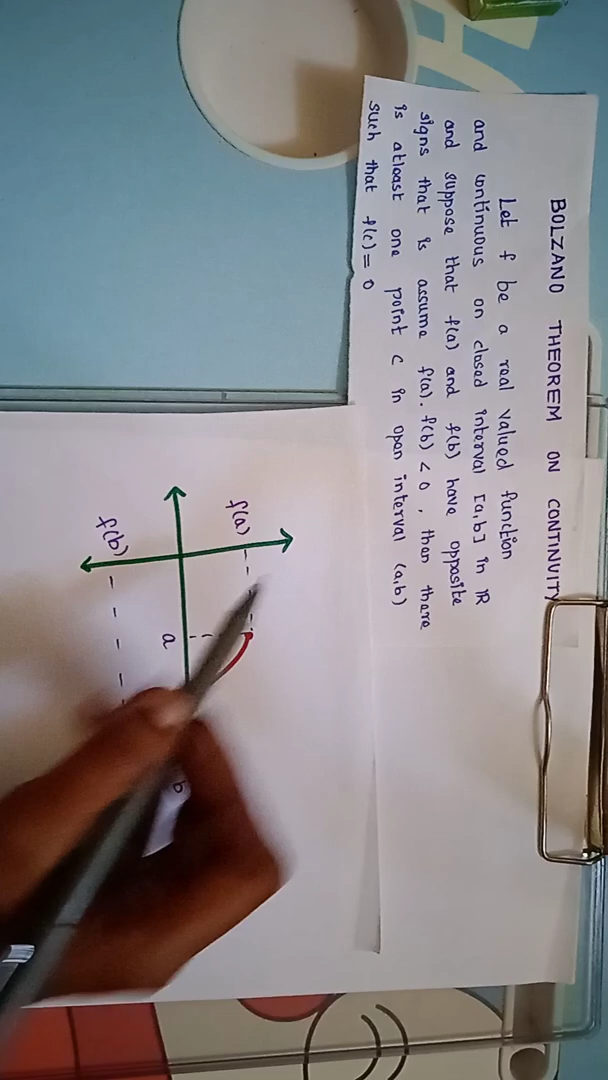 BOLZANO THEOREM ON CONTINUITY
Let f be a real valued function
and continuous on closed interval [a,b] in IR
and suppose that f(a) and f(b) have opposite
signs that is assume f(a). f(b) < 0, then there
is atleast one point c in open interval (a,b)
such that f(c) = 0
f(a)
a
b
f(b)